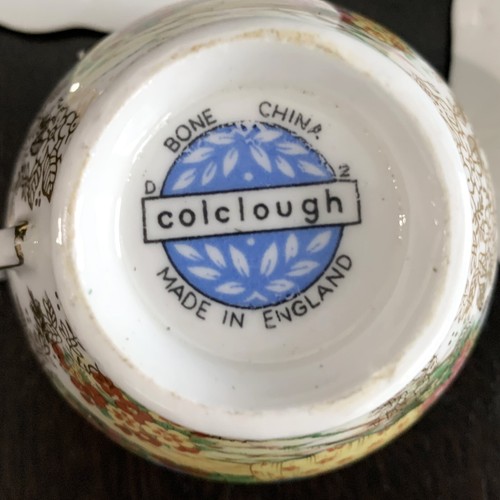 BONE CHINA
D 2
colclough
MADE IN ENGLAND